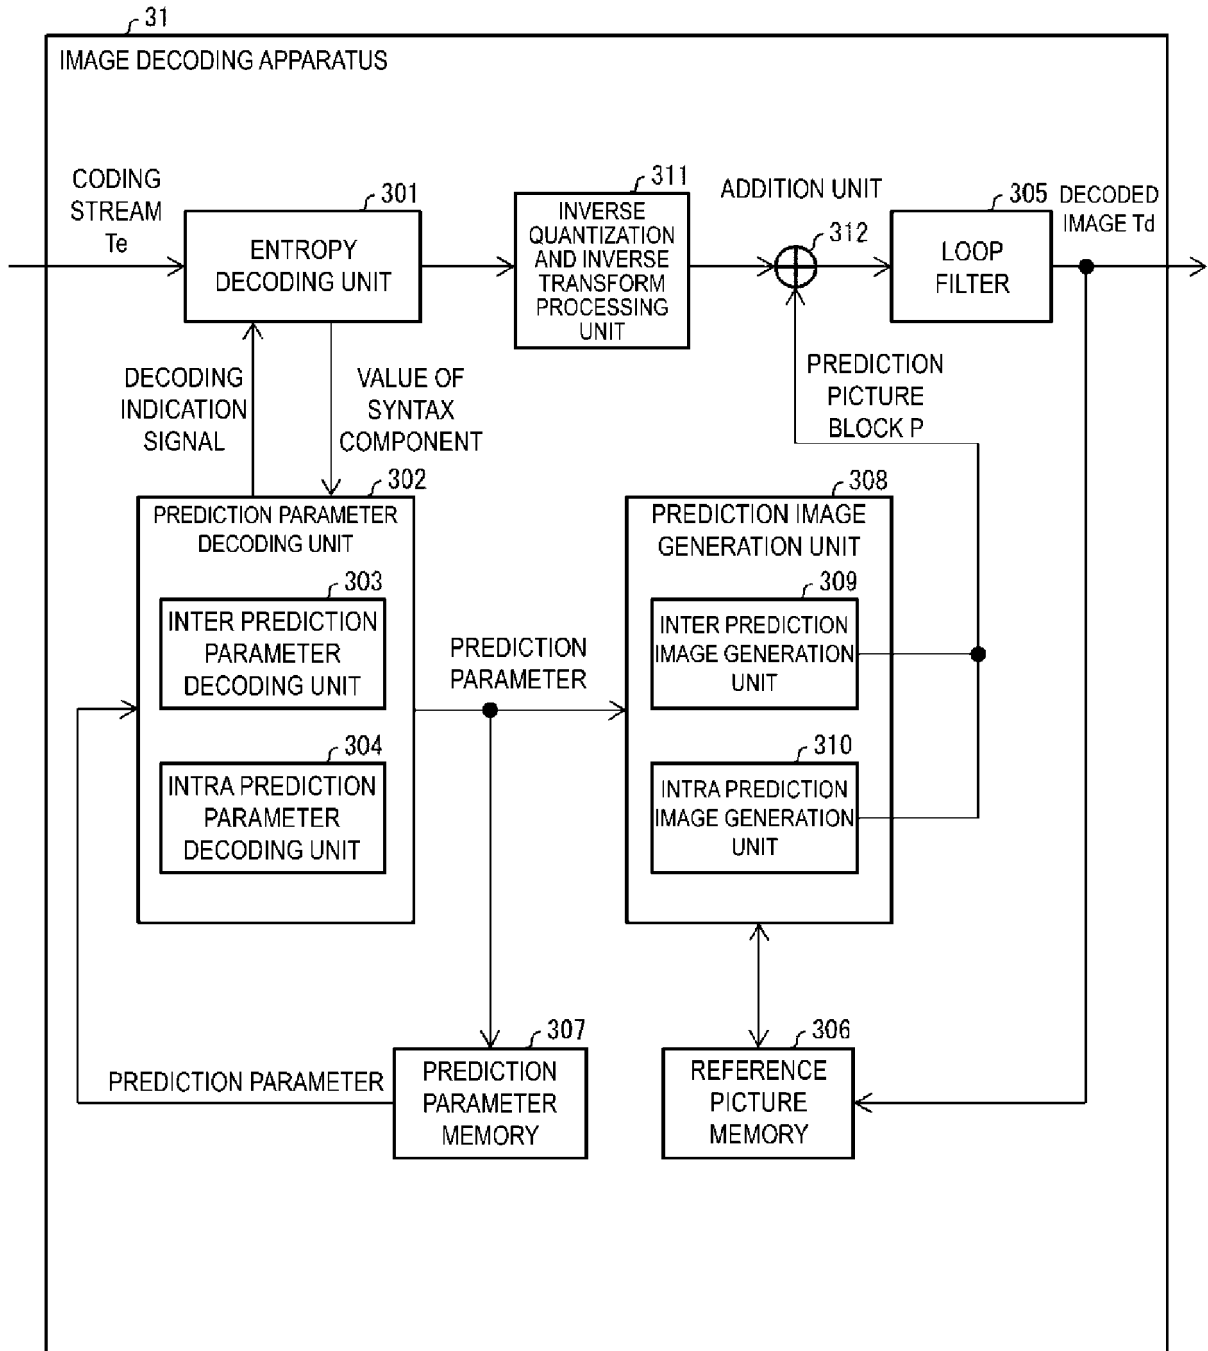 31
IMAGE DECODING APPARATUS
CODING
STREAM
Te
301
ENTROPY
DECODING UNIT
311
INVERSE
QUANTIZATION
AND INVERSE
TRANSFORM
PROCESSING
UNIT
ADDITION UNIT
312
305
LOOP
FILTER
DECODED
IMAGE Td
DECODING
INDICATION
SIGNAL
VALUE OF
SYNTAX
COMPONENT
PREDICTION
PICTURE
BLOCK P
302
PREDICTION PARAMETER
DECODING UNIT
303
INTER PREDICTION
PARAMETER
DECODING UNIT
304
INTRA PREDICTION
PARAMETER
DECODING UNIT
PREDICTION
PARAMETER
308
PREDICTION IMAGE
GENERATION UNIT
309
INTER PREDICTION
IMAGE GENERATION
UNIT
310
INTRA PREDICTION
IMAGE GENERATION
UNIT
PREDICTION PARAMETER
307
PREDICTION
PARAMETER
MEMORY
306
REFERENCE
PICTURE
MEMORY